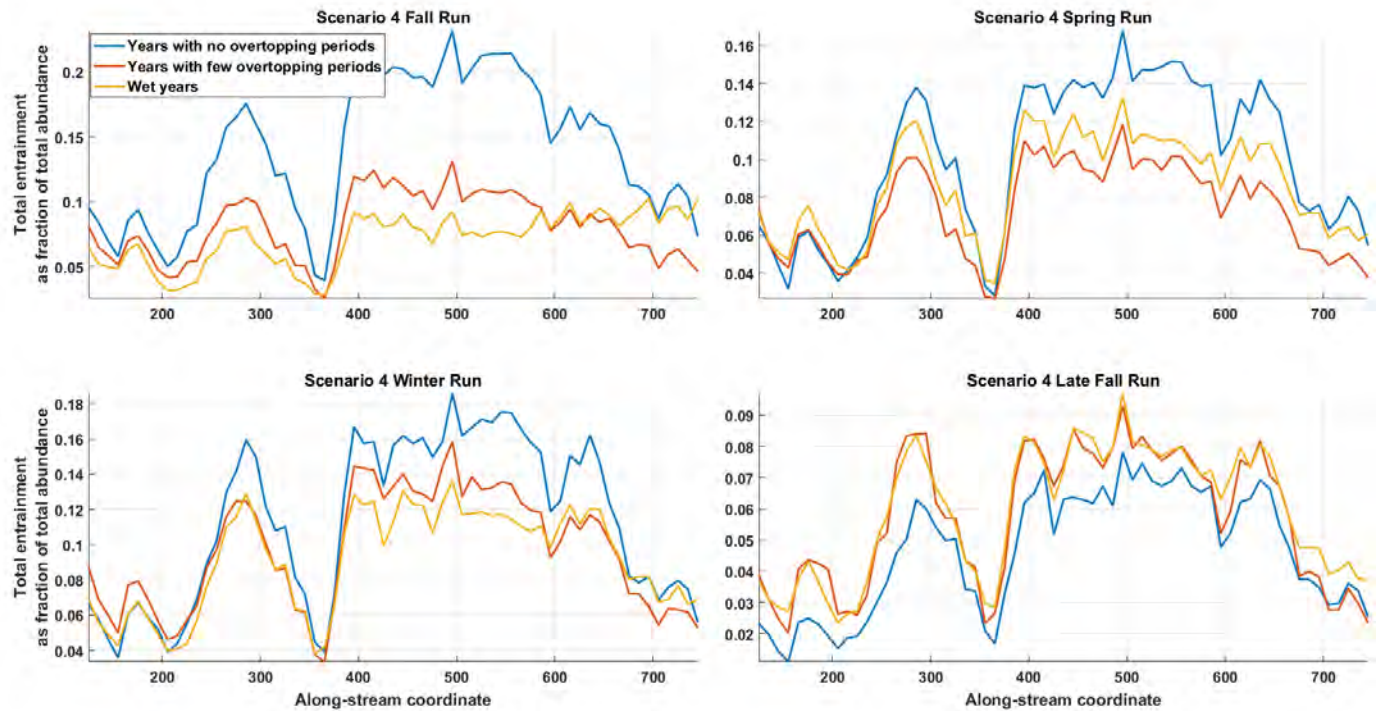 Scenario 4 Fall Run
Years with no overtopping periods
Years with few overtopping periods
Wet years
Total entrainment
as fraction of total abundance
0.2
0.15
0.1
0.05
200 300 400 500 600 700
Scenario 4 Spring Run
0.16
0.14
0.12
0.1
0.08
0.06
0.04
200 300 400 500 600 700
Scenario 4 Winter Run
Total entrainment
as fraction of total abundance
0.18
0.16
0.14
0.12
0.1
0.08
0.06
0.04
200 300 400 500 600 700
Along-stream coordinate
Scenario 4 Late Fall Run
0.09
0.08
0.07
0.06
0.05
0.04
0.03
0.02
200 300 400 500 600 700
Along-stream coordinate